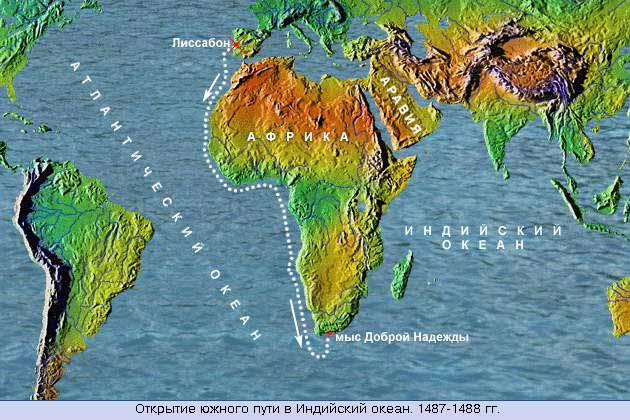 Лиссабон
АТЛАНТИЧЕСКИЙ ОКЕАН
АФРИКА
АРАВИЯ
ИНДИЙСКИЙ
ОКЕАН
мыс Доброй Надежды
Открытие южного пути в Индийский океан. 1487-1488 гг.